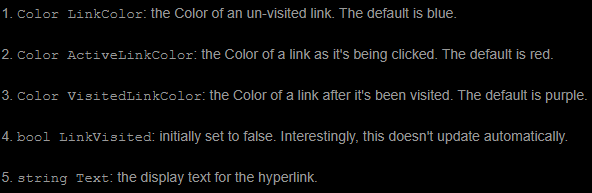 1. Color LinkColor: the Color of an un-visited link. The default is blue.
2. Color ActiveLinkColor: the Color of a link as it's being clicked. The default is red.
3. Color VisitedLinkColor: the Color of a link after it's been visited. The default is purple.
4. bool LinkVisited: initially set to false. Interestingly, this doesn't update automatically.
5. string Text: the display text for the hyperlink.